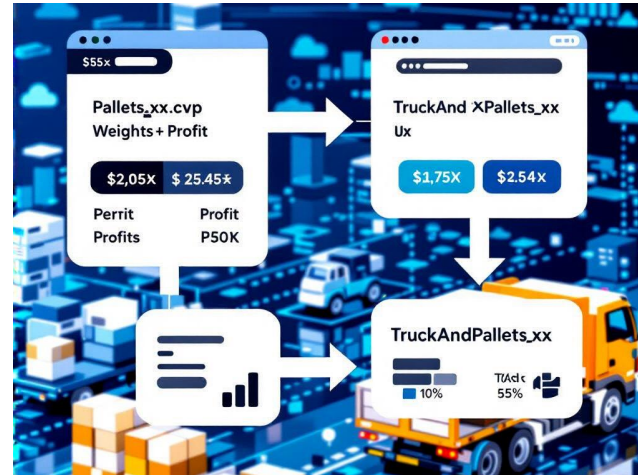 $55x
Pallets_xx.cvp
Weights + Profit
$2,05X $ 25.45x
Perrit Profit
Profits P50K
TruckAnd XPallets_xx
Ux
$1,75X $2.54x
TruckAndPallets_xx
10%
55%